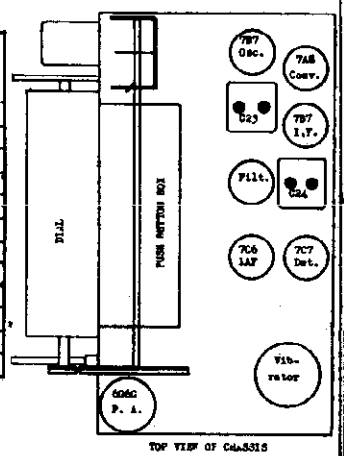 7B7
Osc.
7A8
Conv.
C23
7B7
I.F.
Filt.
C24
7C6
1AF
7C7
Det.
DIAL
PUSH BUTTON BOX
Vib-
rator
6G6G
P. A.
TOP VIEW OF CHASSIS